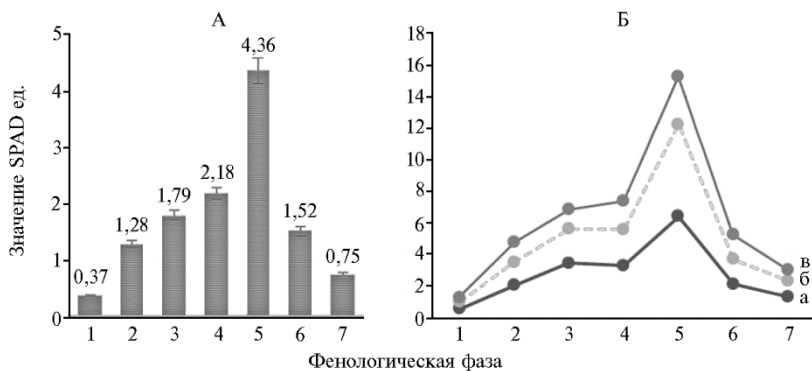 А
Б
Значение SPAD ед.
5
4
3
2
1
0
0,37
1,28
1,79
2,18
4,36
1,52
0,75
1 2 3 4 5 6 7
18
16
14
12
10
8
6
4
2
0
в
б
а
1 2 3 4 5 6 7
Фенологическая фаза